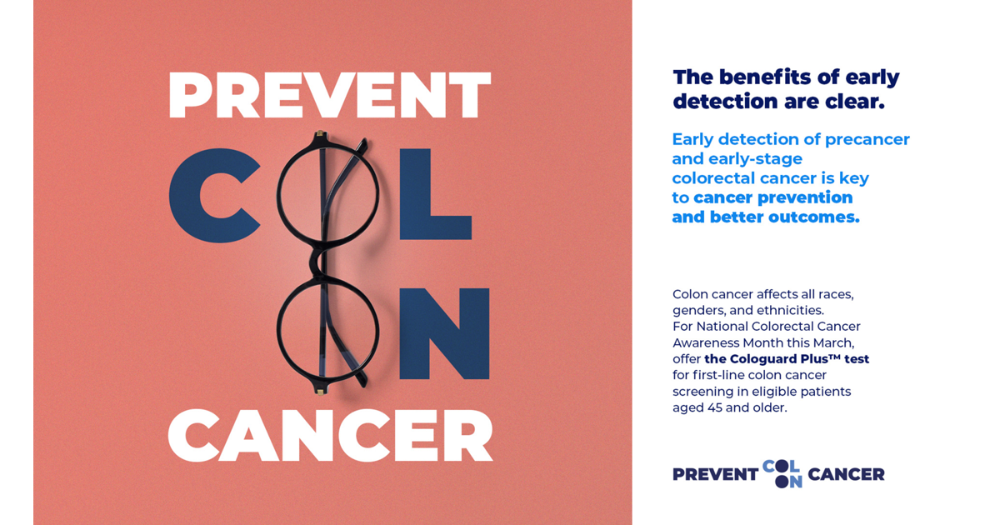 PREVENT
COL
ON
CANCER
The benefits of early
detection are clear.
Early detection of precancer
and early-stage
colorectal cancer is key
to cancer prevention
and better outcomes.
Colon cancer affects all races,
genders, and ethnicities.
For National Colorectal Cancer
Awareness Month this March,
offer the Cologuard Plus™ test
for first-line colon cancer
screening in eligible patients
aged 45 and older.
PREVENT COLON CANCER